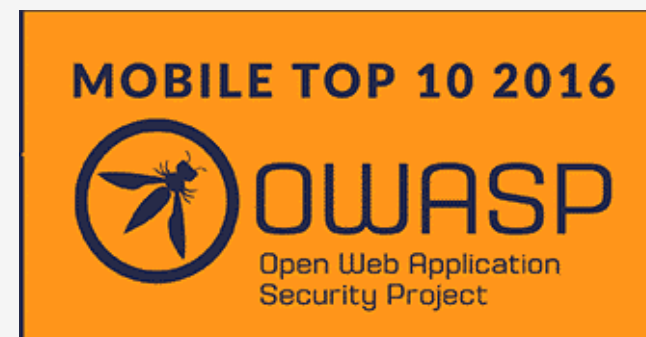 MOBILE TOP 10 2016
OWASP
Open Web Application
Security Project